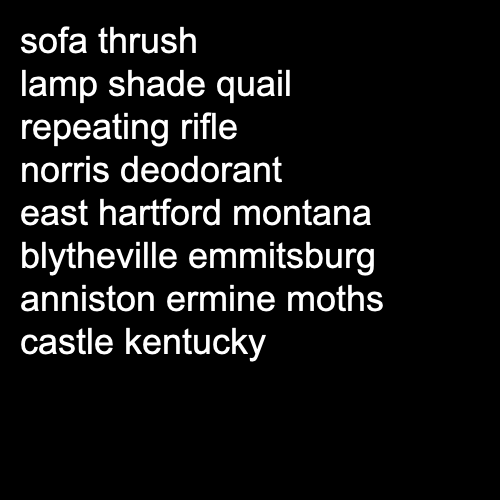 sofa thrush
lamp shade quail
repeating rifle
norris deodorant
east hartford montana
blytheville emmitsburg
anniston ermine moths
castle kentucky